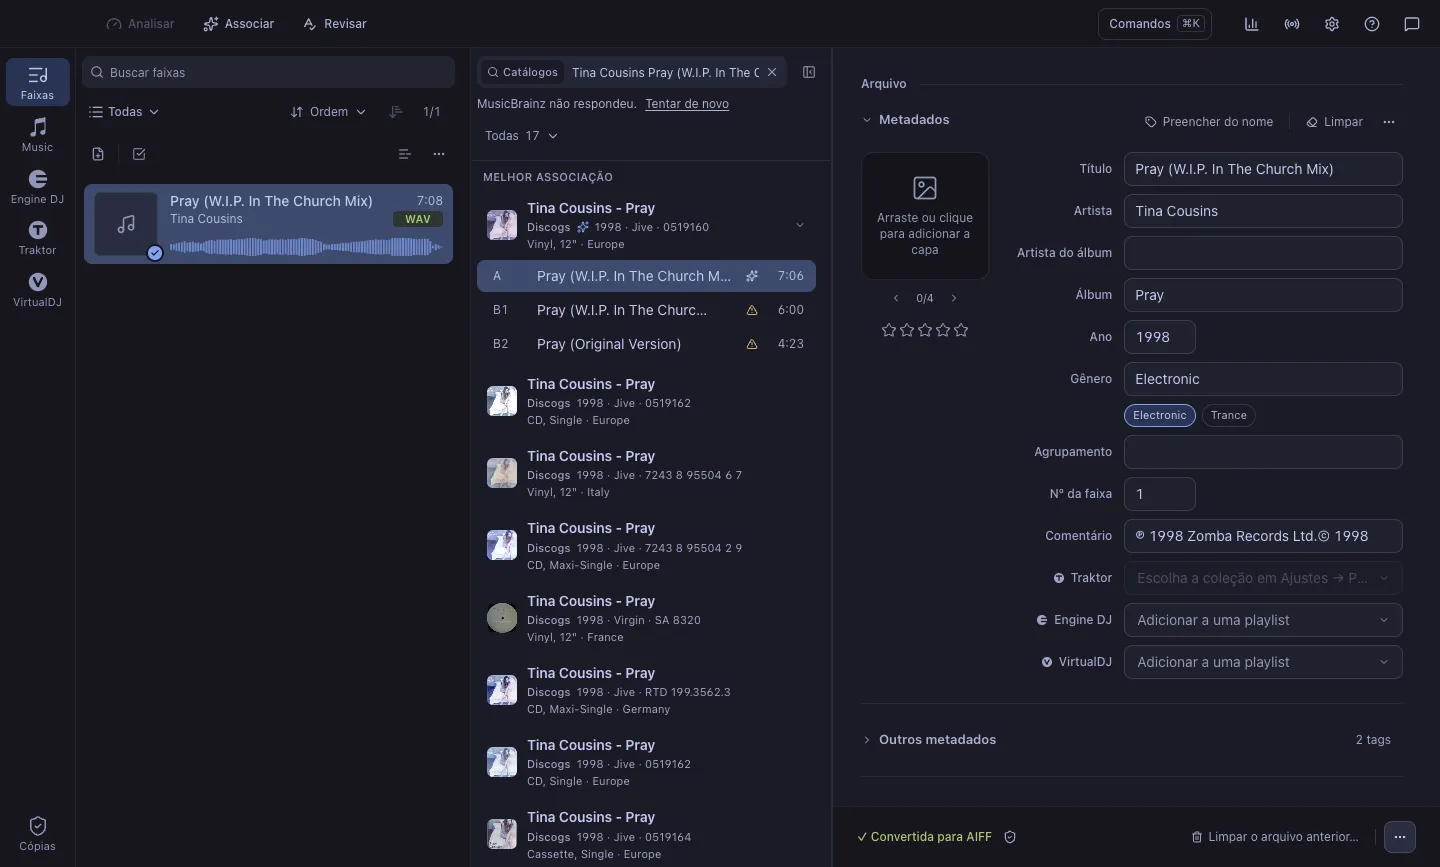 Analisar
Associar
Revisar
Comandos ⌘K
Faixas
Music
Engine DJ
Traktor
VirtualDJ
Cópias
Buscar faixas
Todas
Ordem
1/1
Pray (W.I.P. In The Church Mix) 7:08
Tina Cousins WAV
Catálogos Tina Cousins Pray (W.I.P. In The C
MusicBrainz não respondeu. Tentar de novo
Todas 17
MELHOR ASSOCIAÇÃO
Tina Cousins - Pray
Discogs 1998 · Jive · 0519160
Vinyl, 12" · Europe
A Pray (W.I.P. In The Church M... 7:06
B1 Pray (W.I.P. In The Churc... 6:00
B2 Pray (Original Version) 4:23
Tina Cousins - Pray
Discogs 1998 · Jive · 0519162
CD, Single · Europe
Tina Cousins - Pray
Discogs 1998 · Jive · 7243 8 95504 6 7
Vinyl, 12" · Italy
Tina Cousins - Pray
Discogs 1998 · Jive · 7243 8 95504 2 9
CD, Maxi-Single · Europe
Tina Cousins - Pray
Discogs 1998 · Virgin · SA 8320
Vinyl, 12" · France
Tina Cousins - Pray
Discogs 1998 · Jive · RTD 199.3562.3
CD, Maxi-Single · Germany
Tina Cousins - Pray
Discogs 1998 · Jive · 0519162
CD, Single · Europe
Tina Cousins - Pray
Discogs 1998 · Jive · 0519164
Cassette, Single · Europe
Arquivo
Metadados
Preencher do nome
Limpar
Arraste ou clique
para adicionar a
capa
0/4
Título Pray (W.I.P. In The Church Mix)
Artista Tina Cousins
Artista do álbum
Álbum Pray
Ano 1998
Gênero Electronic
Electronic Trance
Agrupamento
Nº da faixa 1
Comentário ℗ 1998 Zomba Records Ltd.© 1998
Traktor Escolha a coleção em Ajustes → P...
Engine DJ Adicionar a uma playlist
VirtualDJ Adicionar a uma playlist
Outros metadados 2 tags
✓ Convertida para AIFF
Limpar o arquivo anterior...